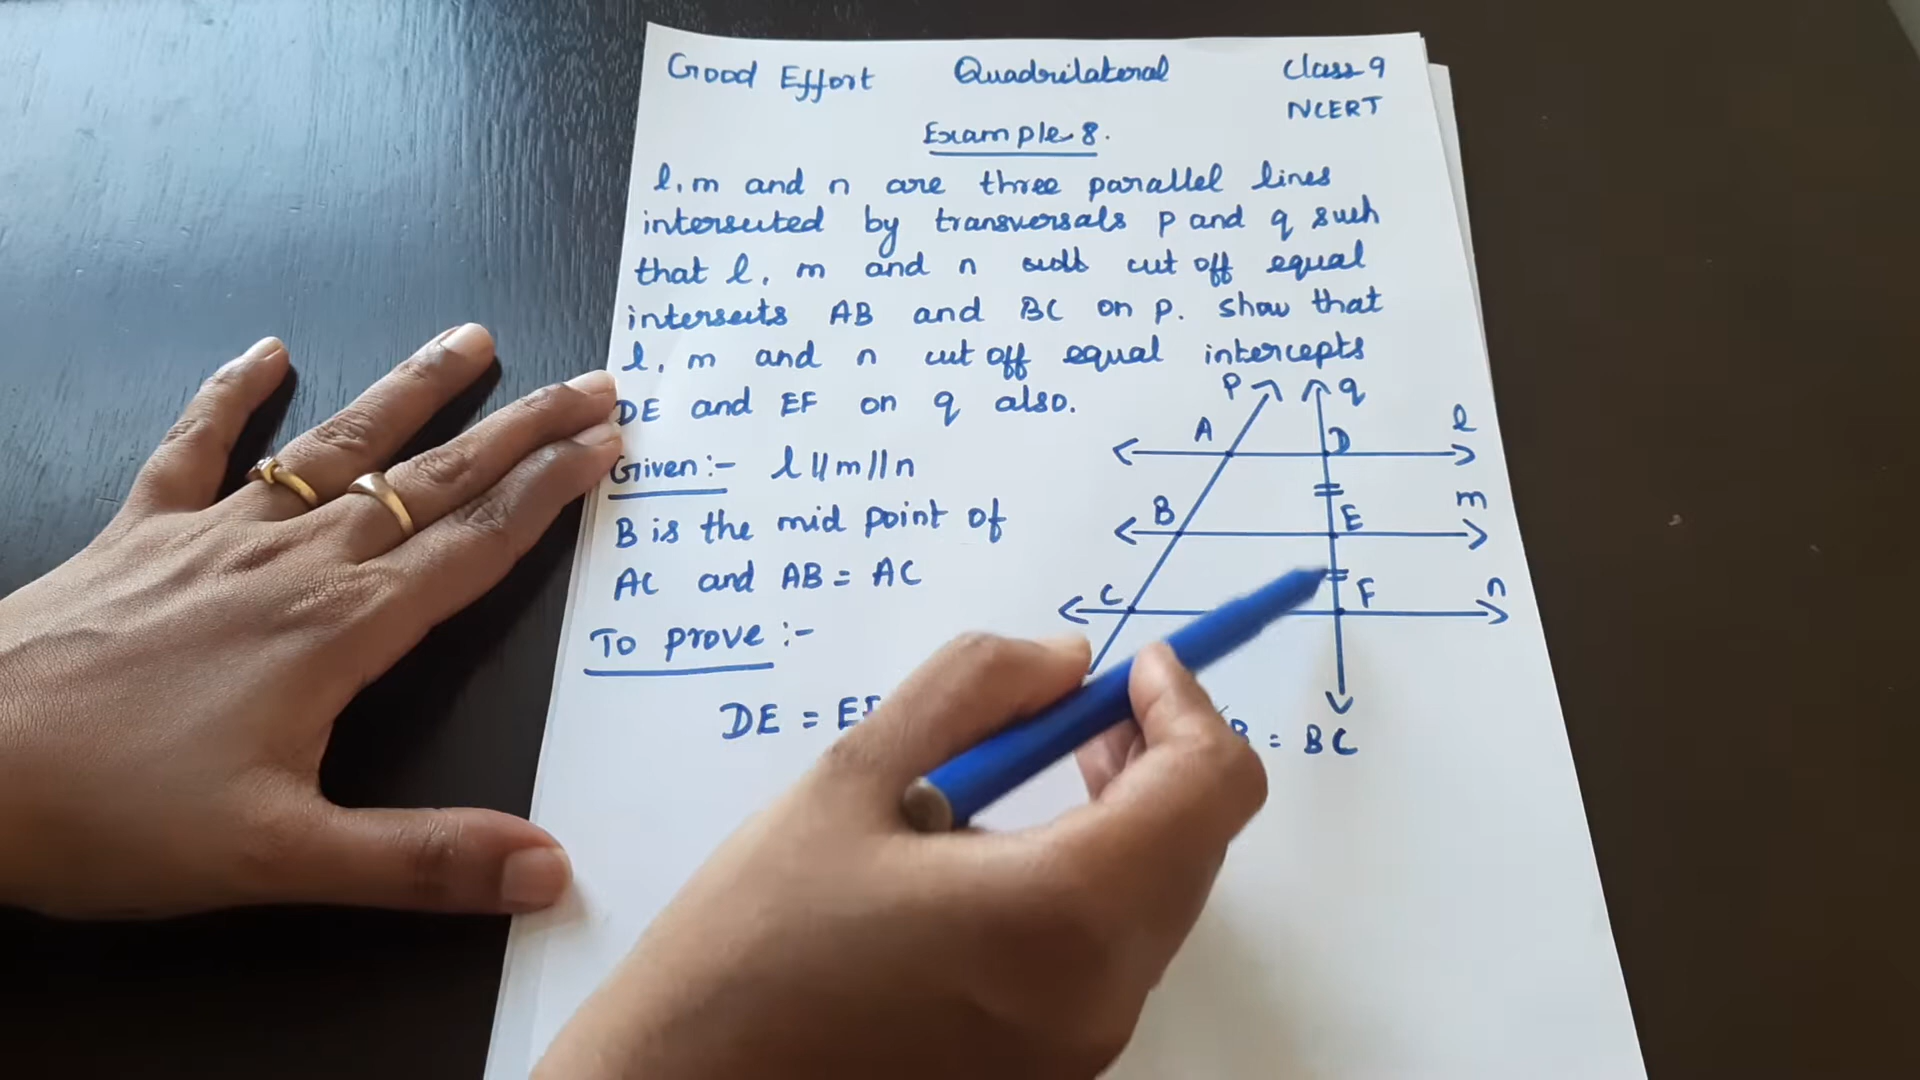 Good Effort Quadrilateral Class 9
NCERT
Example 8.
l, m and n are three parallel lines
intersected by transversals p and q such
that l, m and n cut off equal
intersects AB and BC on p. show that
l, m and n cut off equal intercepts
DE and EF on q also.
P q
A D l
B E m
C F n
Given:- l || m || n
B is the mid point of
AC and AB = AC
To prove :-
DE = EF
B = BC